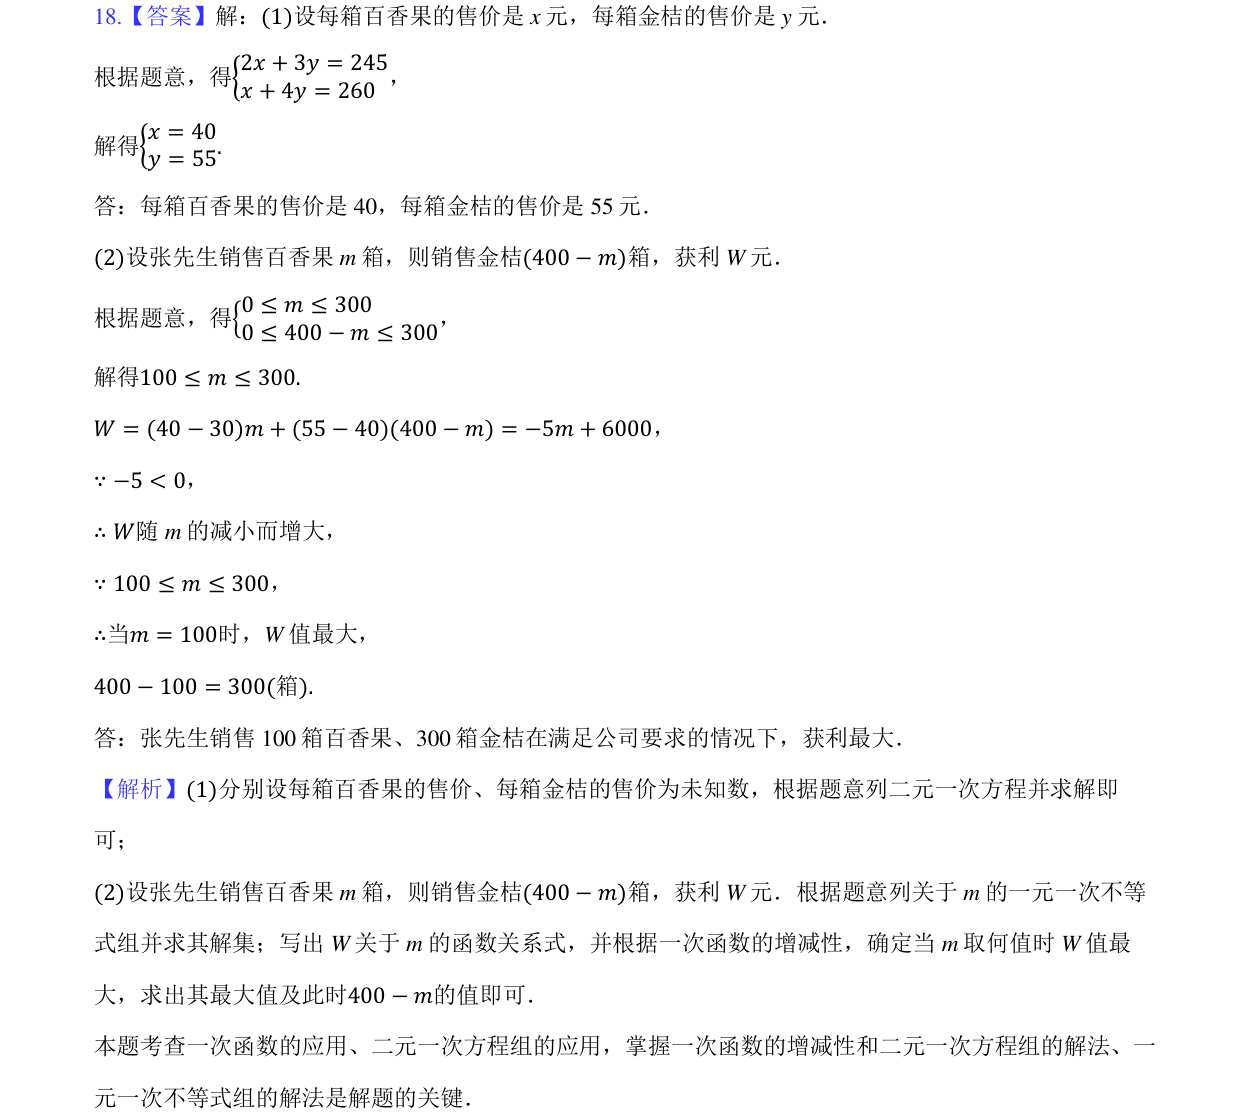 18.【答案】解：(1)设每箱百香果的售价是 x 元，每箱金桔的售价是 y 元．
根据题意，得{2x + 3y = 245
x + 4y = 260，
解得{x = 40
y = 55.
答：每箱百香果的售价是 40，每箱金桔的售价是 55 元．
(2)设张先生销售百香果 m 箱，则销售金桔(400 − m)箱，获利 W 元．
根据题意，得{0 ≤ m ≤ 300
0 ≤ 400 − m ≤ 300，
解得100 ≤ m ≤ 300.
W = (40 − 30)m + (55 − 40)(400 − m) = −5m + 6000，
∵ −5 < 0，
∴ W随 m 的减小而增大，
∵ 100 ≤ m ≤ 300，
∴当m = 100时，W 值最大，
400 − 100 = 300(箱).
答：张先生销售 100 箱百香果、300 箱金桔在满足公司要求的情况下，获利最大．
【解析】(1)分别设每箱百香果的售价、每箱金桔的售价为未知数，根据题意列二元一次方程并求解即
可；
(2)设张先生销售百香果 m 箱，则销售金桔(400 − m)箱，获利 W 元．根据题意列关于 m 的一元一次不等
式组并求其解集；写出 W 关于 m 的函数关系式，并根据一次函数的增减性，确定当 m 取何值时 W 值最
大，求出其最大值及此时400 − m的值即可．
本题考查一次函数的应用、二元一次方程组的应用，掌握一次函数的增减性和二元一次方程组的解法、一
元一次不等式组的解法是解题的关键．